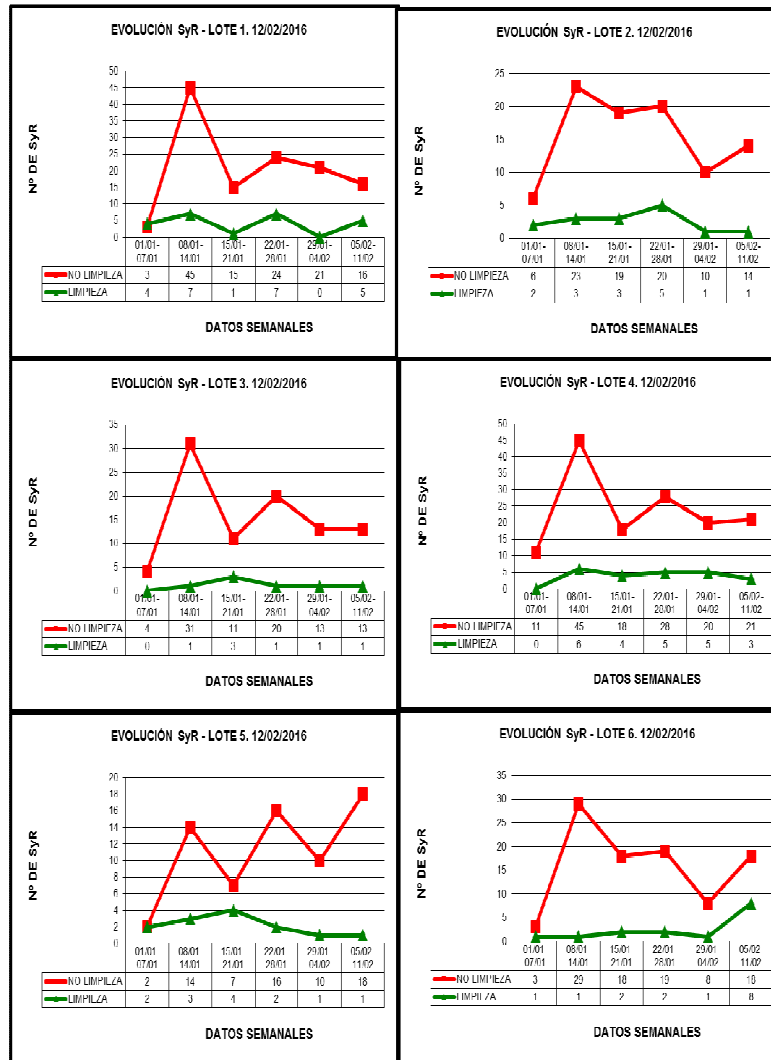 EVOLUCIÓN SyR - LOTE 1. 12/02/2016
Nº DE SyR
50
45
40
35
30
25
20
15
10
5
0
01/01- 08/01- 15/01- 22/01- 29/01- 05/02-
07/01 14/01 21/01 28/01 04/02 11/02
NO LIMPIEZA 3 45 15 24 21 16
LIMPIEZA 4 7 1 7 0 5
DATOS SEMANALES
EVOLUCIÓN SyR - LOTE 2. 12/02/2016
Nº DE SyR
25
20
15
10
5
0
01/01- 08/01- 15/01- 22/01- 29/01- 05/02-
07/01 14/01 21/01 28/01 04/02 11/02
NO LIMPIEZA 6 23 19 20 10 14
LIMPIEZA 2 3 3 5 1 1
DATOS SEMANALES
EVOLUCIÓN SyR - LOTE 3. 12/02/2016
Nº DE SyR
35
30
25
20
15
10
5
0
01/01- 08/01- 15/01- 22/01- 29/01- 05/02-
07/01 14/01 21/01 28/01 04/02 11/02
NO LIMPIEZA 4 31 11 20 13 13
LIMPIEZA 0 1 3 1 1 1
DATOS SEMANALES
EVOLUCIÓN SyR - LOTE 4. 12/02/2016
Nº DE SyR
50
45
40
35
30
25
20
15
10
5
0
01/01- 08/01- 15/01- 22/01- 29/01- 05/02-
07/01 14/01 21/01 28/01 04/02 11/02
NO LIMPIEZA 11 45 18 28 20 21
LIMPIEZA 0 6 4 5 5 3
DATOS SEMANALES
EVOLUCIÓN SyR - LOTE 5. 12/02/2016
Nº DE SyR
20
18
16
14
12
10
8
6
4
2
0
01/01 08/01 15/01 22/01 29/01 05/02
07/01 14/01 21/01 28/01 04/02 11/02
NO LIMPIEZA 2 14 7 16 10 18
LIMPIEZA 2 3 4 2 1 1
DATOS SEMANALES
EVOLUCIÓN SyR - LOTE 6. 12/02/2016
Nº DE SyR
35
30
25
20
15
10
5
0
01/01 08/01 15/01 22/01 29/01 05/02
07/01 14/01 21/01 28/01 04/02 11/02
NO LIMPIEZA 3 29 18 19 8 18
LIMPIEZA 1 1 2 2 1 8
DATOS SEMANALES